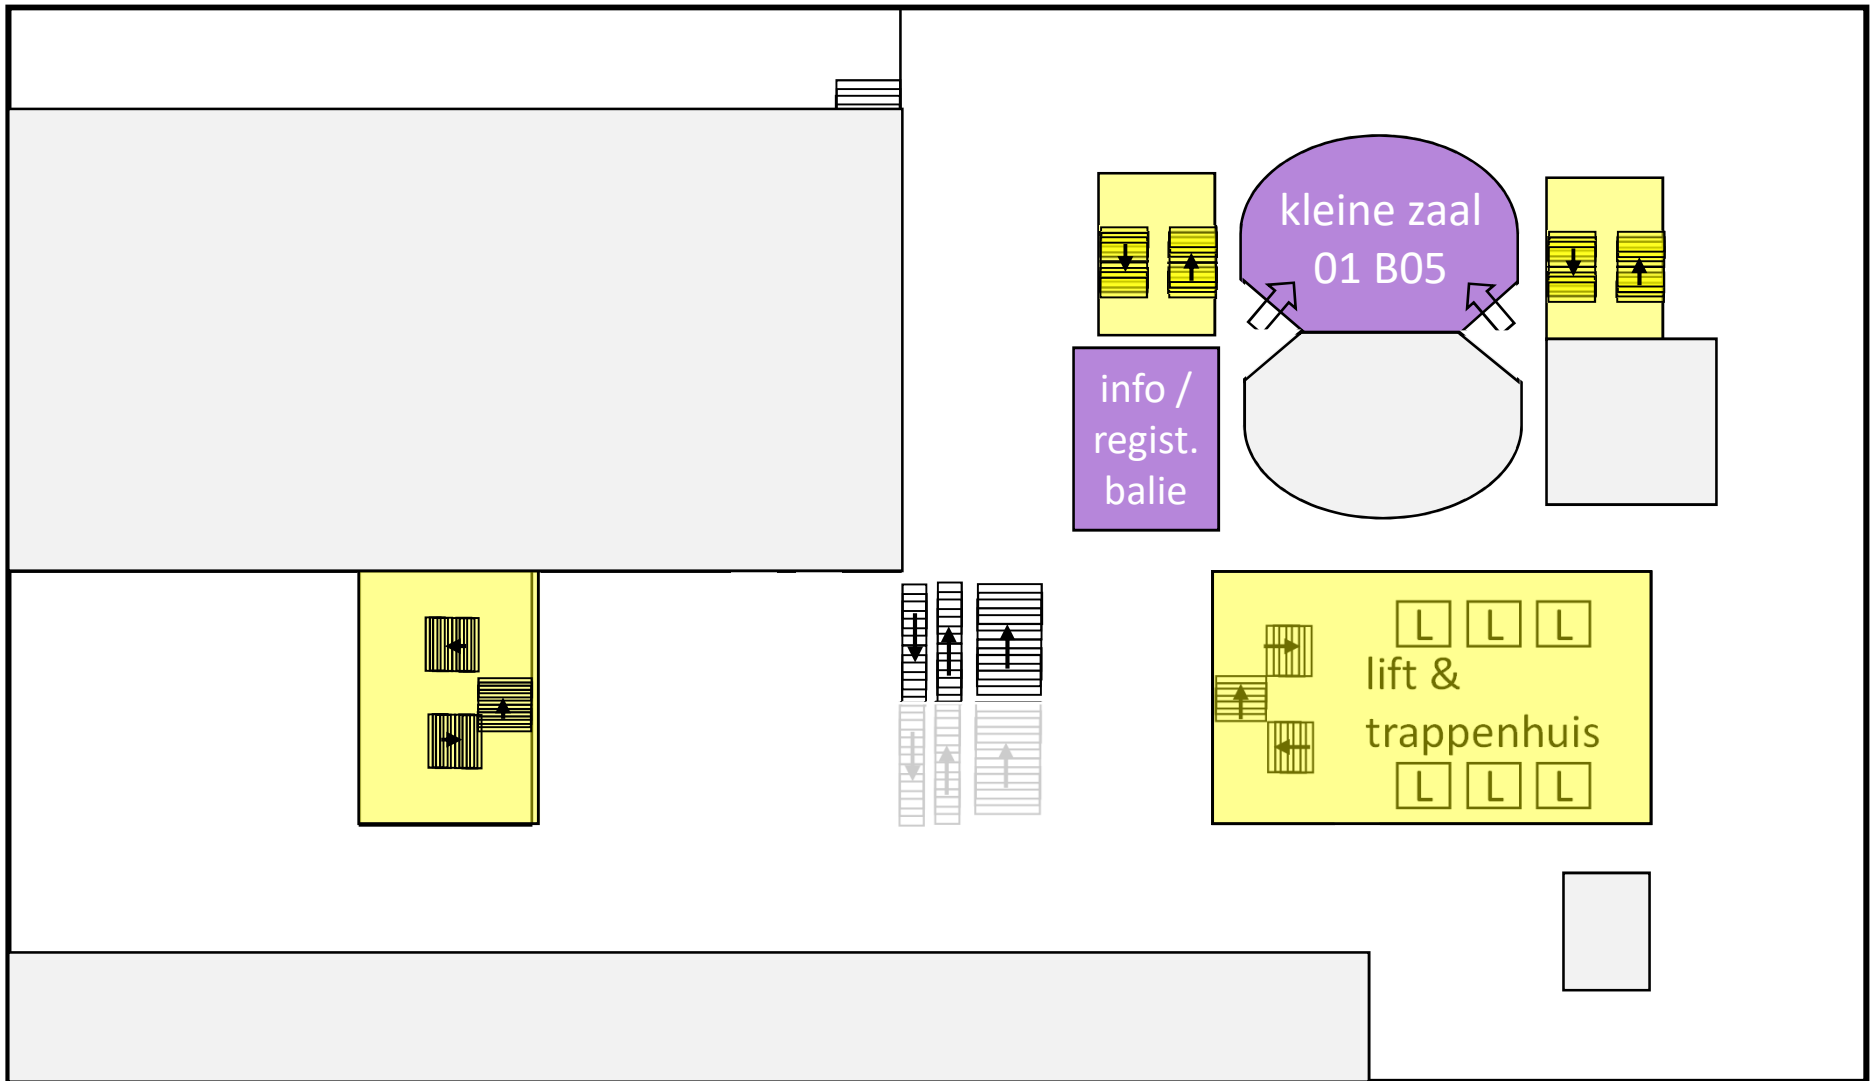 kleine zaal
01 B05
info /
regist.
balie
L L L
lift &
trappenhuis
L L L